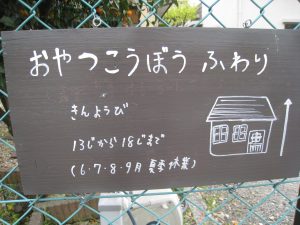 おやつこうぼう ふわり
きんようび
13じから18じまで
(6・7・8・9月 夏季休業)